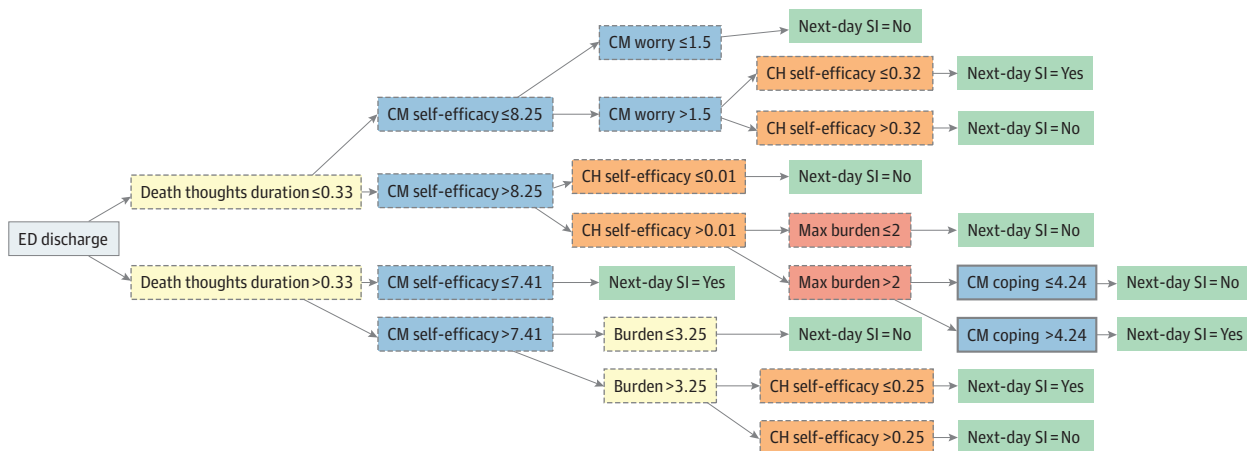 Next-day SI = No
CM worry ≤1.5
CH self-efficacy ≤0.32
Next-day SI = Yes
CM self-efficacy ≤8.25
CM worry >1.5
CH self-efficacy >0.32
Next-day SI = No
Death thoughts duration ≤0.33
CM self-efficacy >8.25
CH self-efficacy ≤0.01
Next-day SI = No
ED discharge
CH self-efficacy >0.01
Max burden ≤2
Next-day SI = No
Death thoughts duration >0.33
CM self-efficacy ≤7.41
Next-day SI = Yes
Max burden >2
CM coping ≤4.24
Next-day SI = No
CM self-efficacy >7.41
Burden ≤3.25
Next-day SI = No
CM coping >4.24
Next-day SI = Yes
Burden >3.25
CH self-efficacy ≤0.25
Next-day SI = Yes
CH self-efficacy >0.25
Next-day SI = No